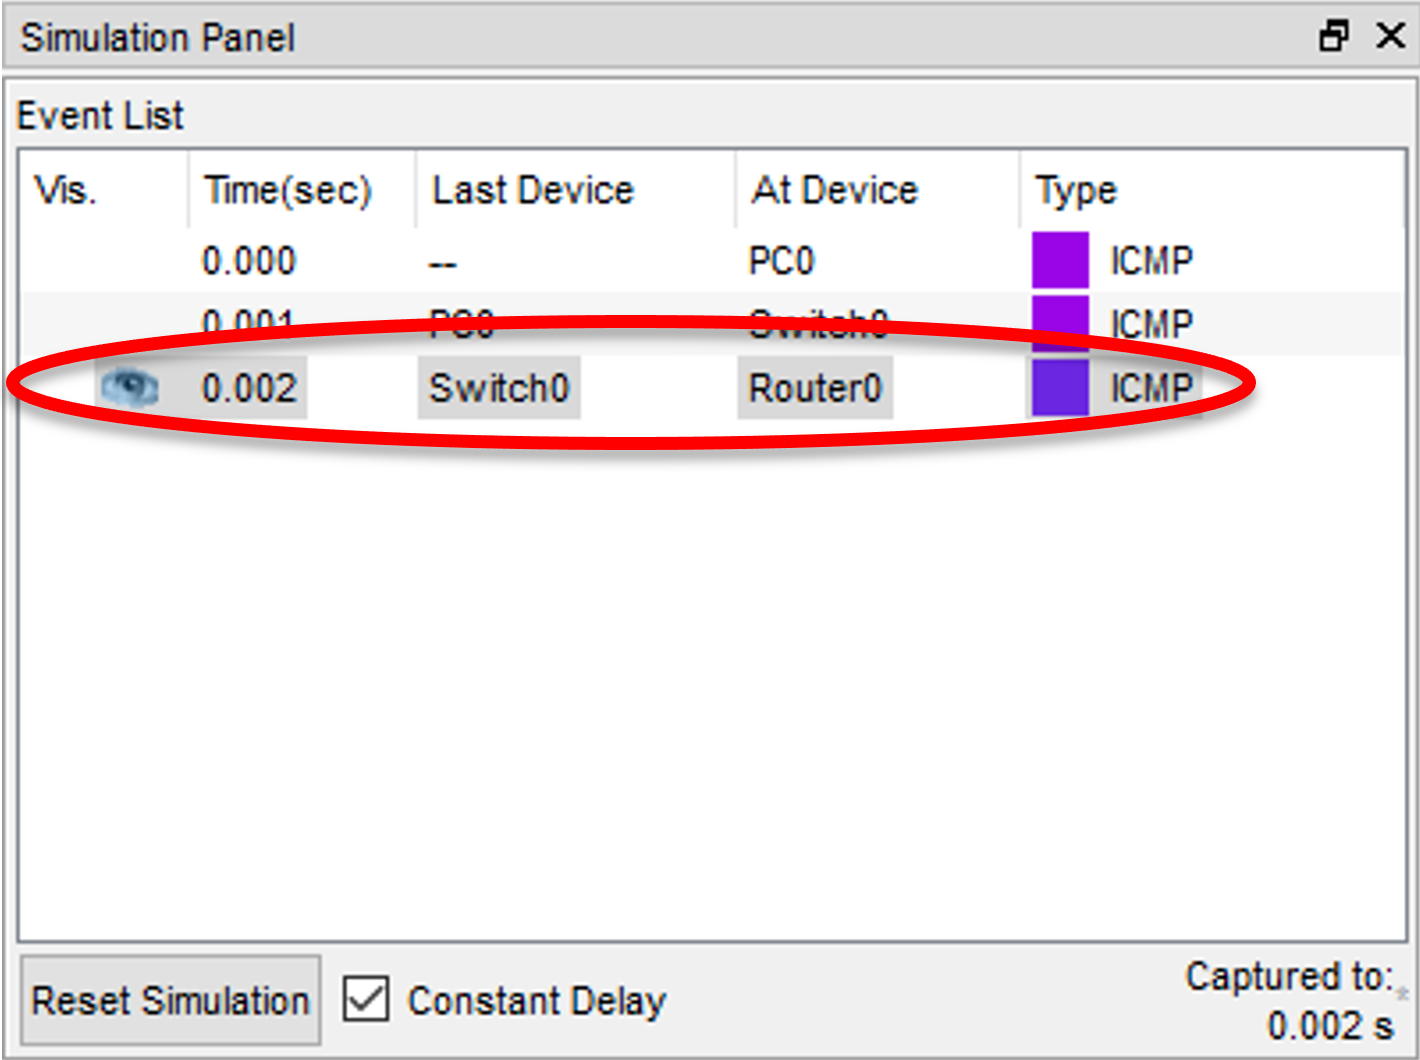 Simulation Panel
Event List
Vis. Time(sec) Last Device At Device Type
0.000 -- PC0 ICMP
0.001 PC0 Switch0 ICMP
0.002 Switch0 Router0 ICMP
Reset Simulation Constant Delay Captured to:
0.002 s